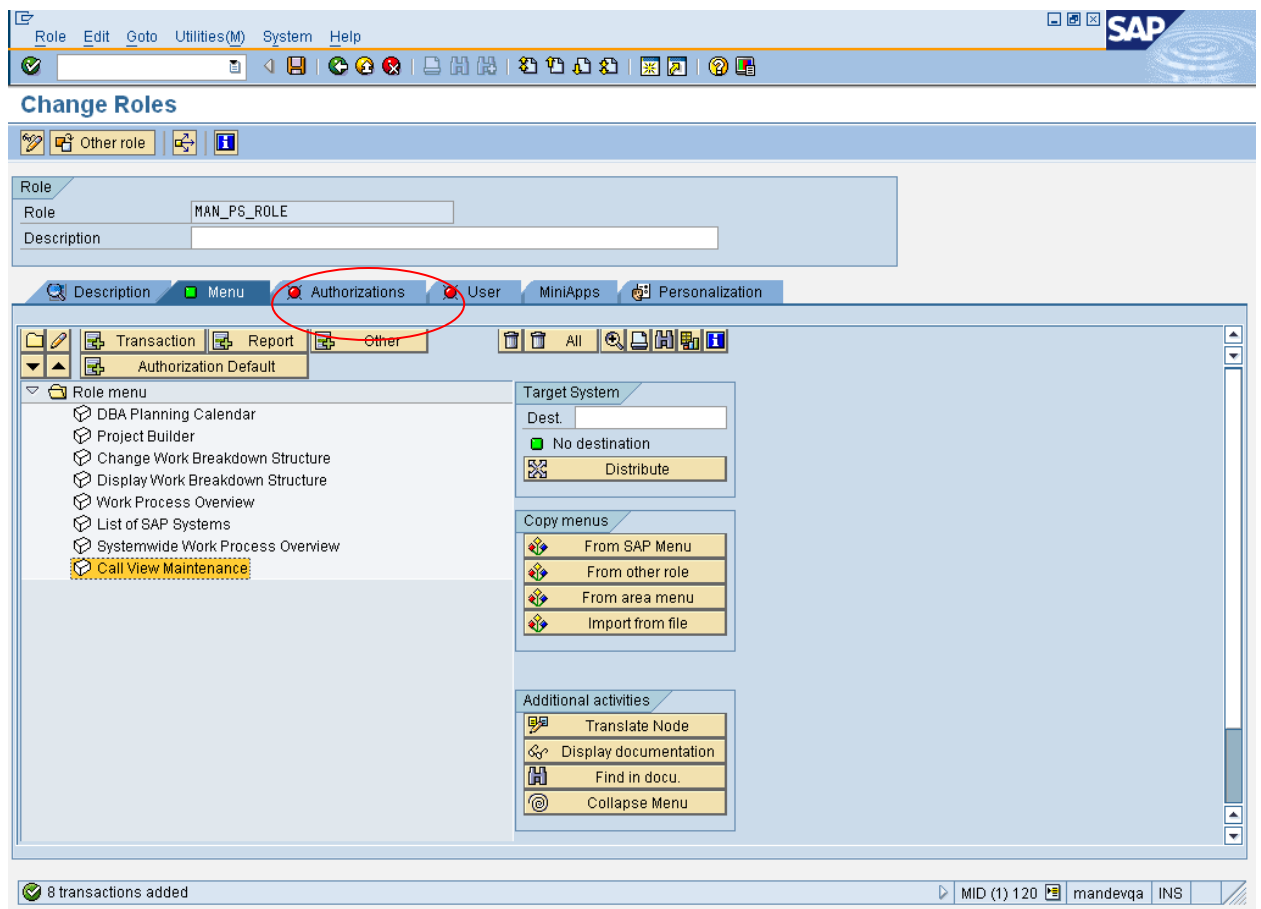 Role Edit Goto Utilities(M) System Help
SAP
Change Roles
Other role
Role
Role MAN_PS_ROLE
Description
Description Menu Authorizations User MiniApps Personalization
Transaction Report Other All
Authorization Default
Role menu
DBA Planning Calendar
Project Builder
Change Work Breakdown Structure
Display Work Breakdown Structure
Work Process Overview
List of SAP Systems
Systemwide Work Process Overview
Call View Maintenance
Target System
Dest.
No destination
Distribute
Copy menus
From SAP Menu
From other role
From area menu
Import from file
Additional activities
Translate Node
Display documentation
Find in docu.
Collapse Menu
8 transactions added MID (1) 120 mandevqa INS